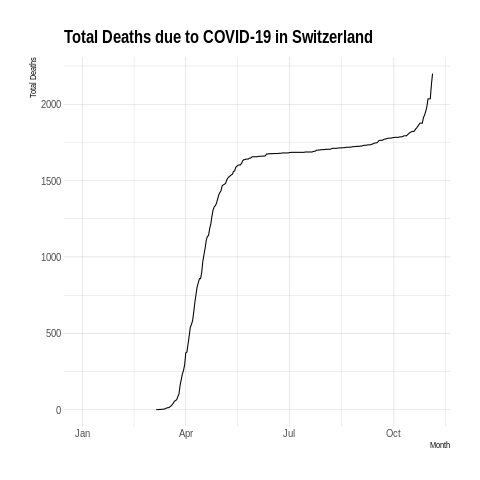 Total Deaths due to COVID-19 in Switzerland
Total Deaths
2000
1500
1000
500
0
Jan Apr Jul Oct
Month